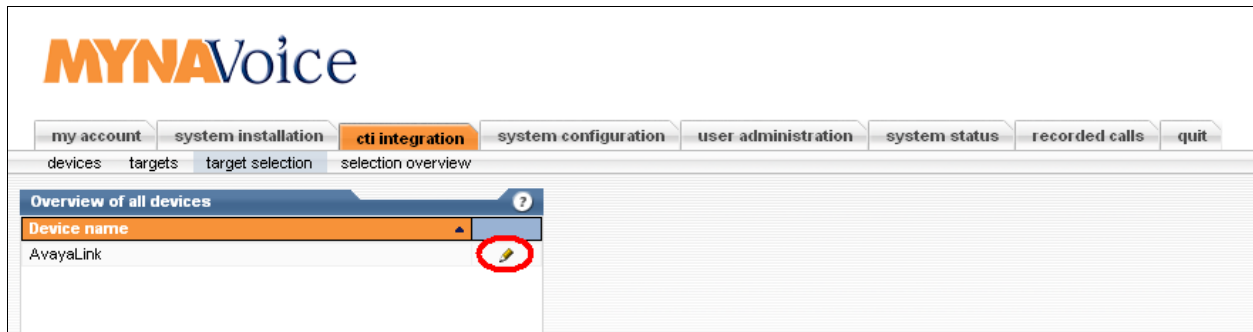 MYNAVoice
my account system installation cti integration system configuration user administration system status recorded calls quit
devices targets target selection selection overview
Overview of all devices ?
Device name
AvayaLink